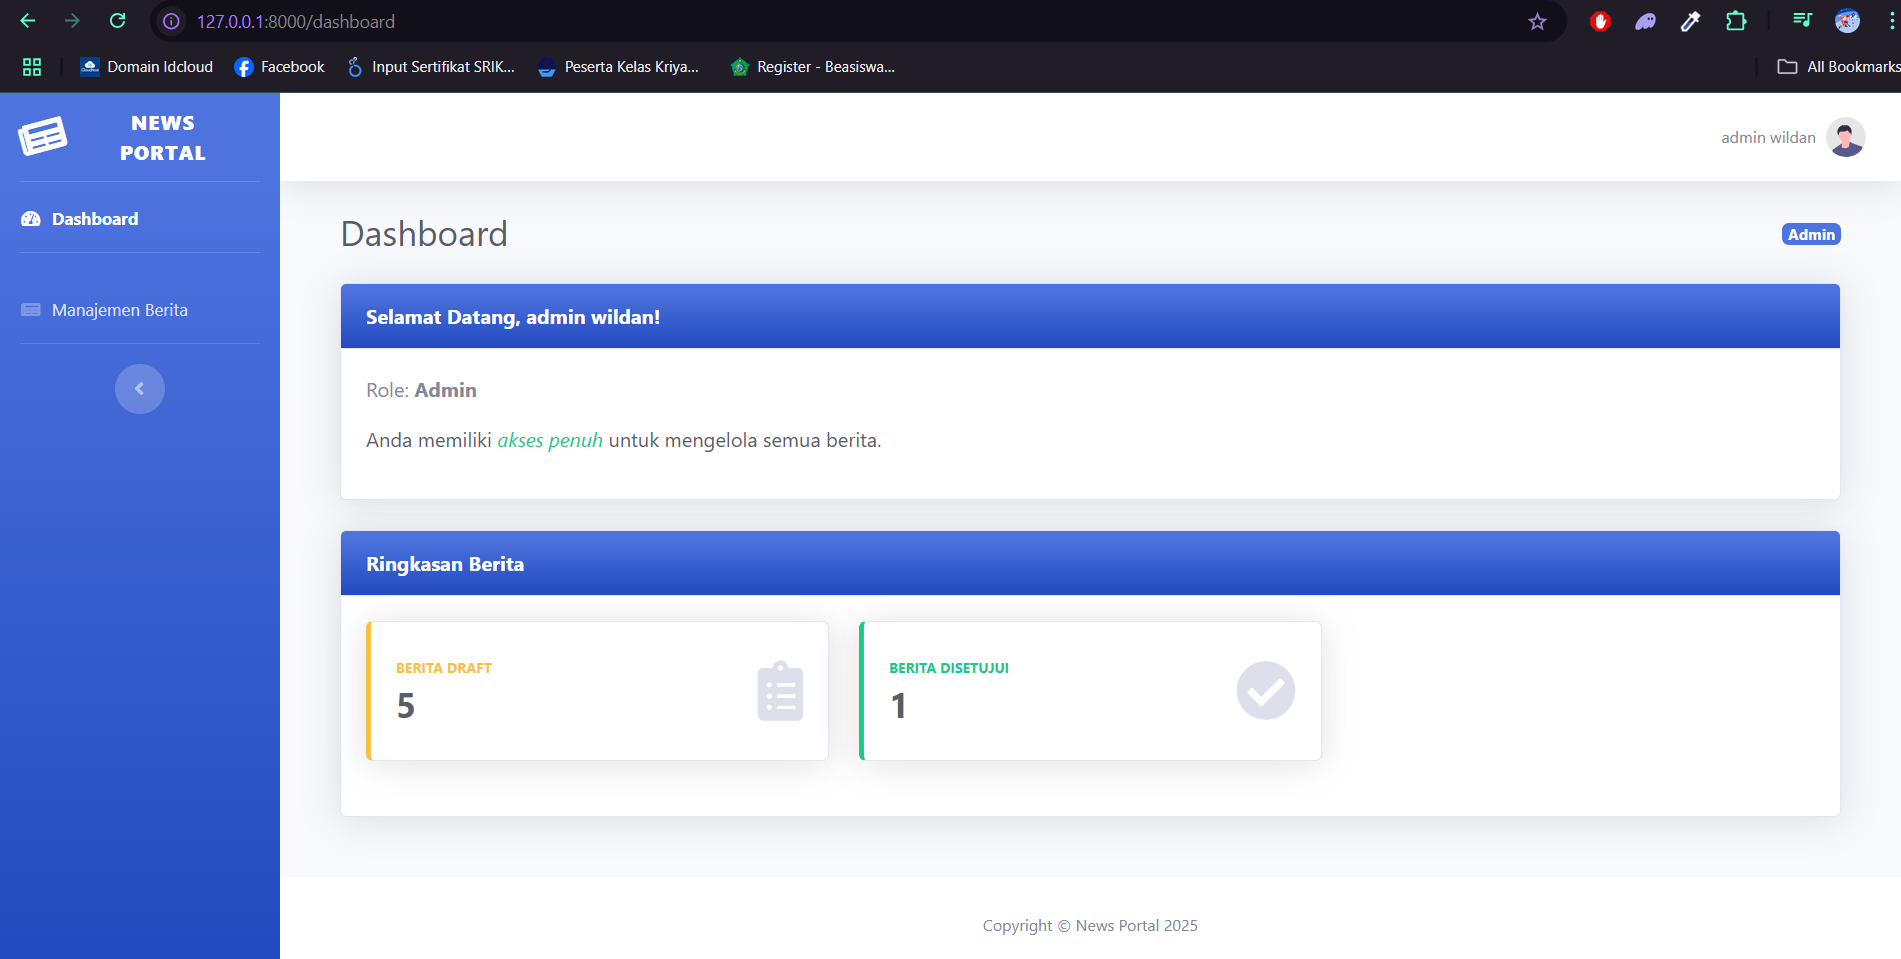 127.0.0.1:8000/dashboard
Domain Idcloud
Facebook
Input Sertifikat SRIK...
Peserta Kelas Kriya...
Register - Beasiswa...
All Bookmarks
NEWS
PORTAL
admin wildan
Dashboard
Manajemen Berita
Dashboard
Admin
Selamat Datang, admin wildan!
Role: Admin
Anda memiliki akses penuh untuk mengelola semua berita.
Ringkasan Berita
BERITA DRAFT
5
BERITA DISETUJUI
1
Copyright © News Portal 2025